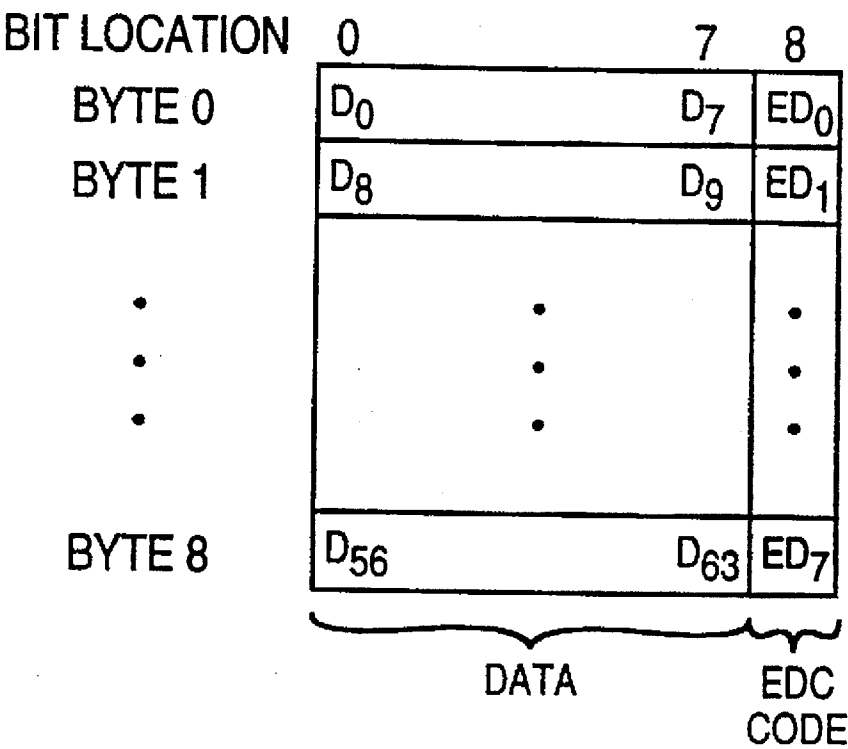 BIT LOCATION 0 7 8
BYTE 0 D0 D7 ED0
BYTE 1 D8 D9 ED1
BYTE 8 D56 D63 ED7
DATA EDC
CODE